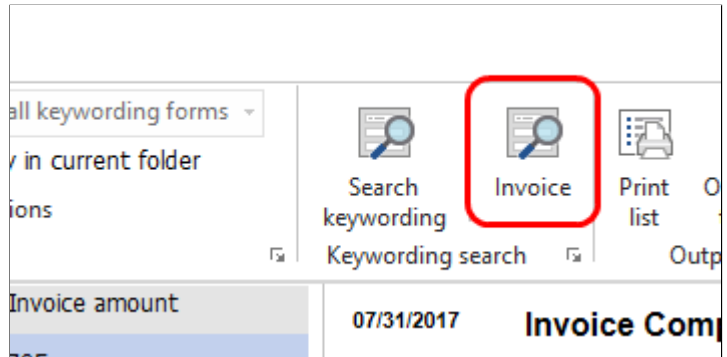 all keywording forms
in current folder
ions
Search
keywording
Invoice
Print
list
Keywording search
Outp
Invoice amount
07/31/2017
Invoice Com